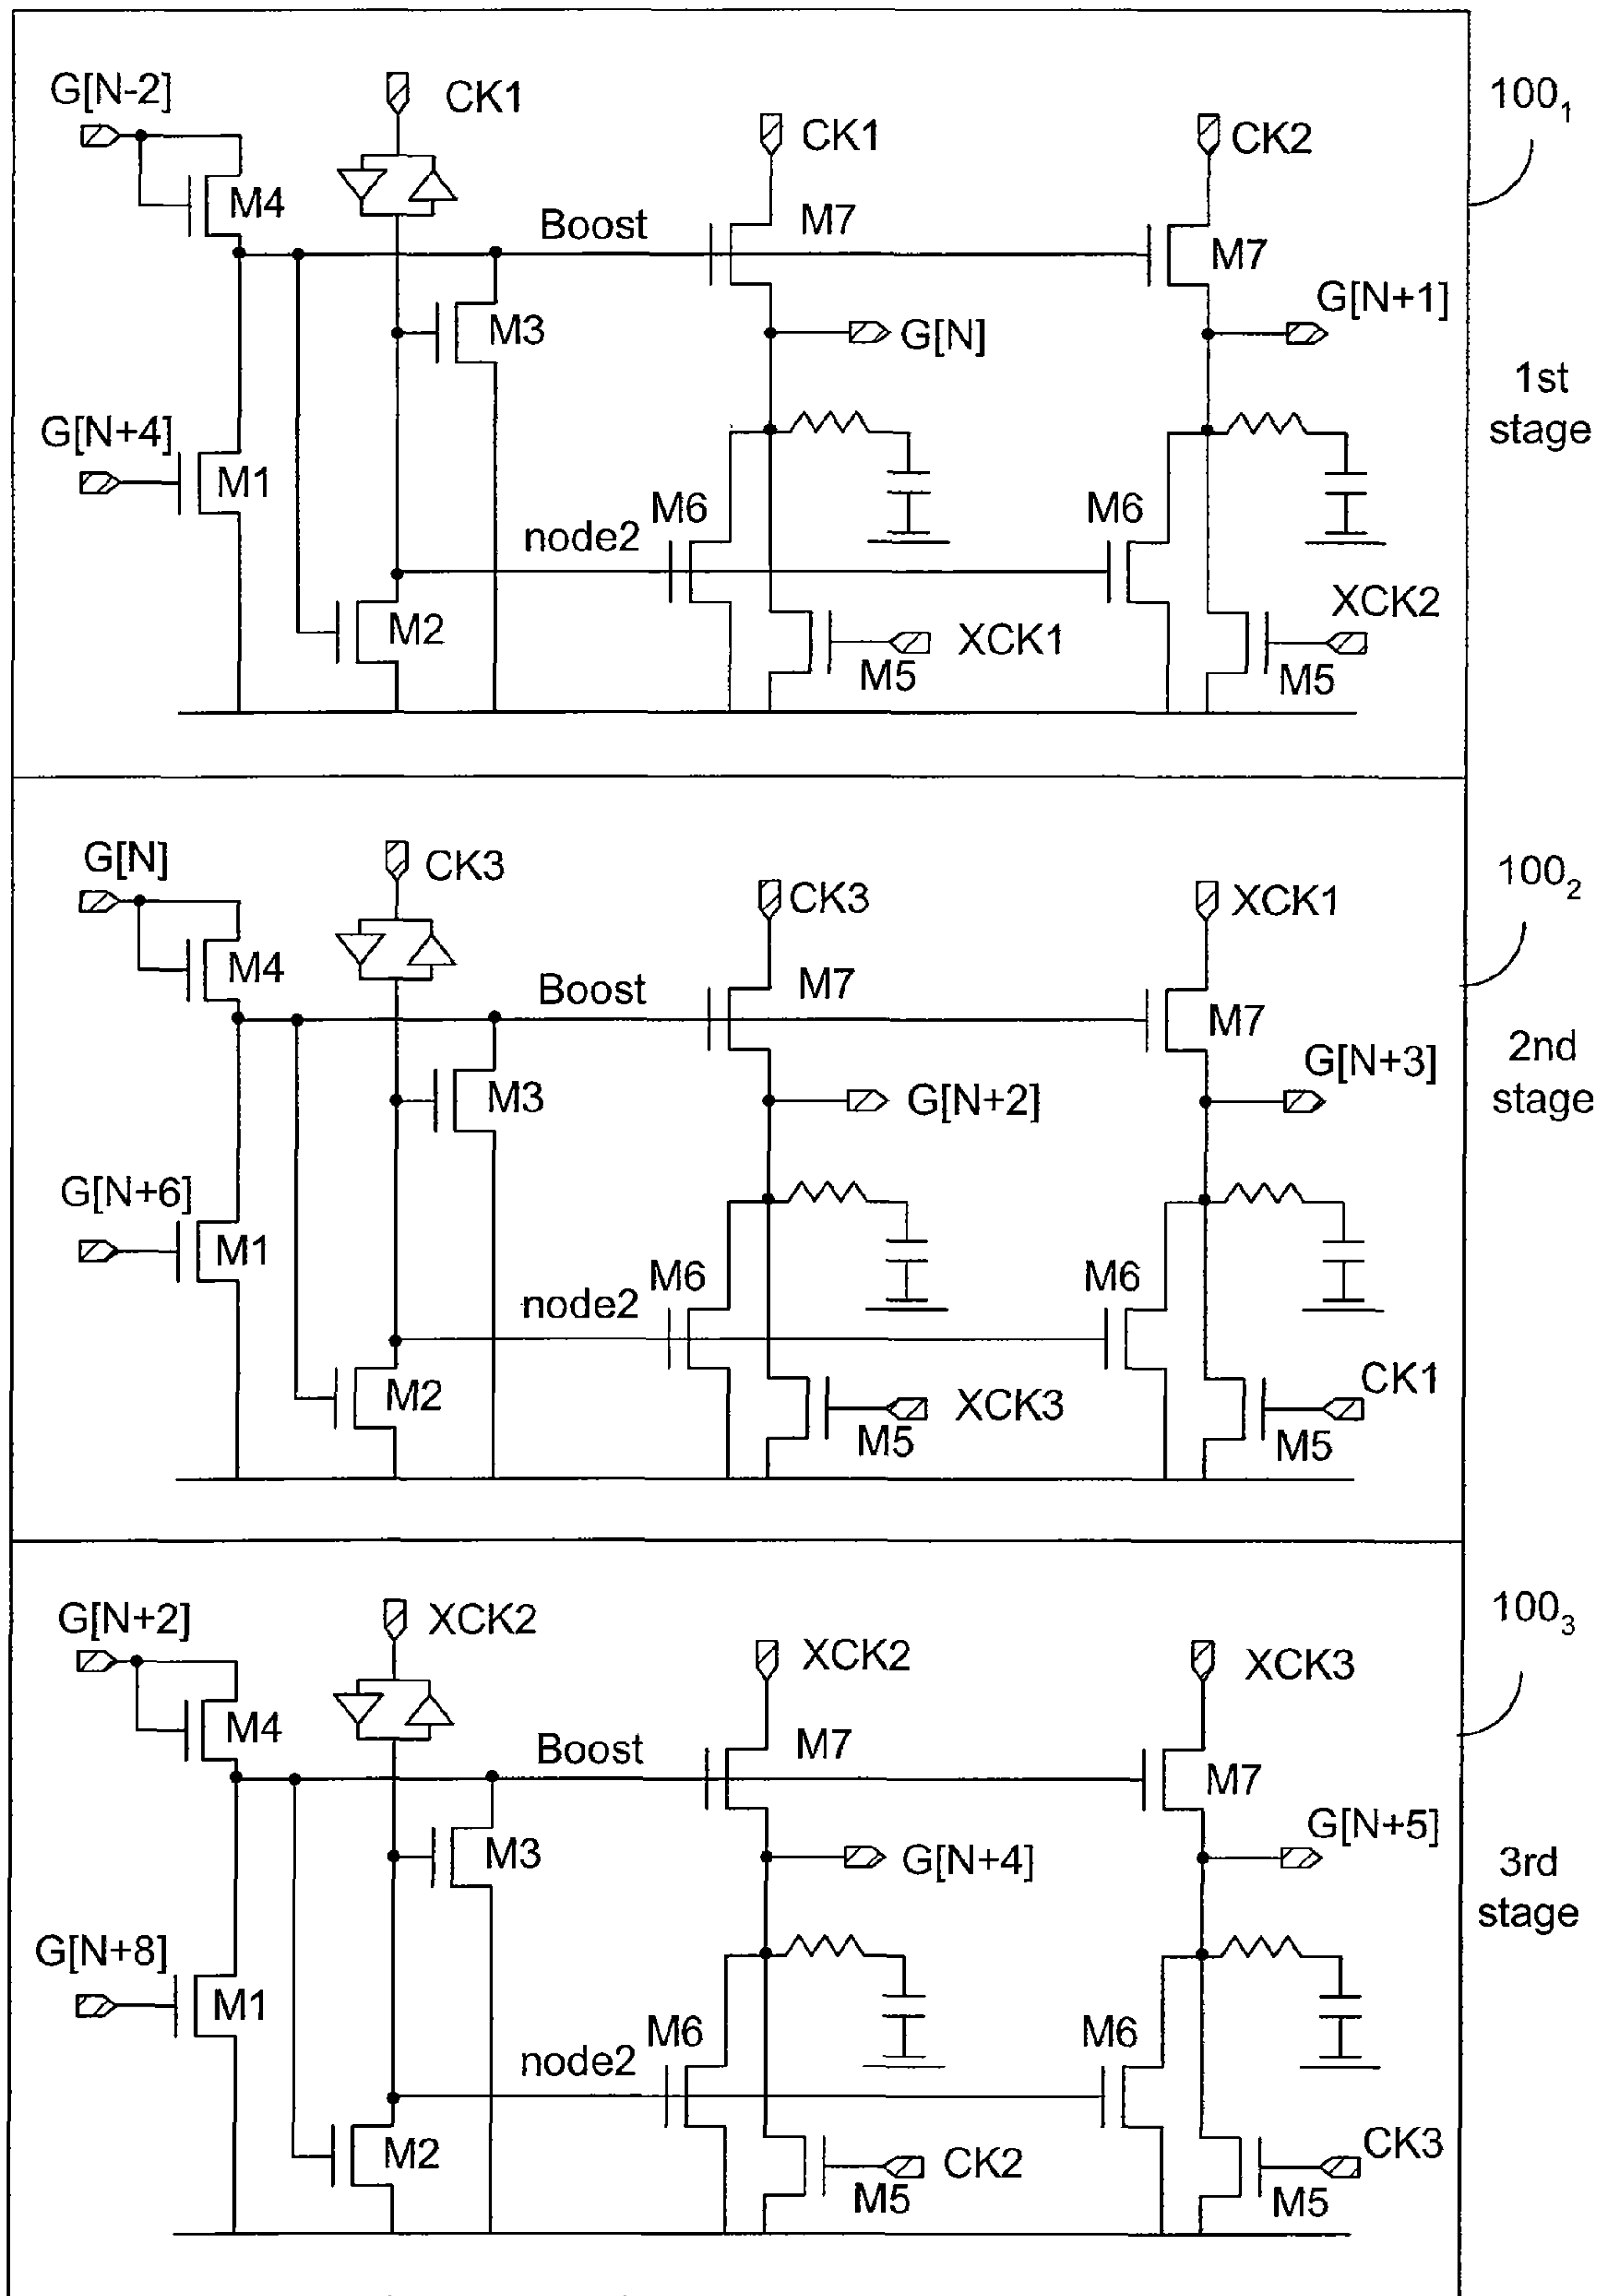 G[N-2]
CK1
CK1
CK2
100₁
M4
Boost
M7
M7
G[N+1]
M3
G[N]
1st
stage
G[N+4]
M1
M6
M6
node2
XCK2
M2
XCK1
M5
M5
G[N]
CK3
CK3
XCK1
100₂
M4
Boost
M7
M7
G[N+3]
2nd
stage
M3
G[N+2]
G[N+6]
M1
M6
M6
node2
CK1
M2
XCK3
M5
M5
G[N+2]
XCK2
XCK2
XCK3
100₃
M4
Boost
M7
M7
G[N+5]
M3
G[N+4]
3rd
stage
G[N+8]
M1
M6
M6
node2
CK3
M2
CK2
M5
M5